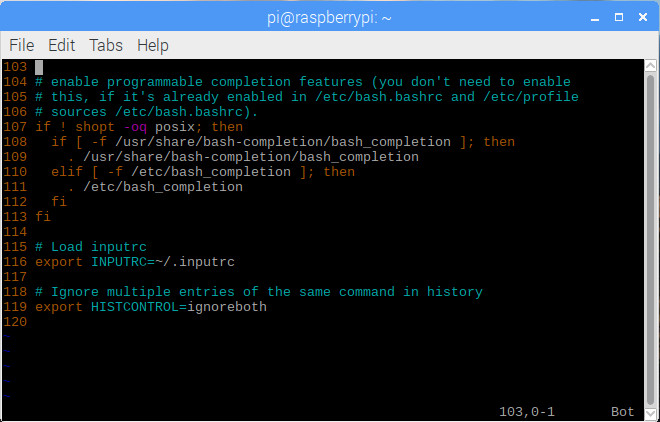 pi@raspberrypi: ~
File Edit Tabs Help
103
104 # enable programmable completion features (you don't need to enable
105 # this, if it's already enabled in /etc/bash.bashrc and /etc/profile
106 # sources /etc/bash.bashrc).
107 if ! shopt -oq posix; then
108   if [ -f /usr/share/bash-completion/bash_completion ]; then
109     . /usr/share/bash-completion/bash_completion
110   elif [ -f /etc/bash_completion ]; then
111     . /etc/bash_completion
112   fi
113 fi
114
115 # Load inputrc
116 export INPUTRC=~/.inputrc
117
118 # Ignore multiple entries of the same command in history
119 export HISTCONTROL=ignoreboth
120
~
~
~
~
~
103,0-1 Bot